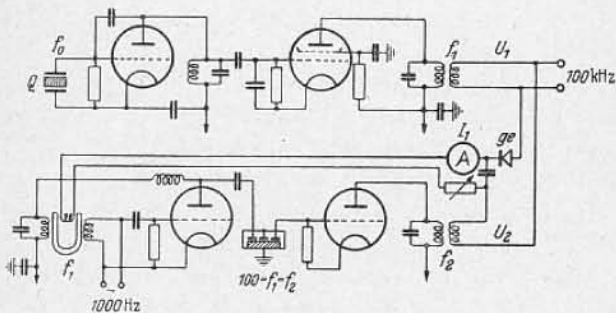 f₀
Q
f₁
U₁
100 kHz
I₁
A
ge
f₁
1000 Hz
100-f₁-f₂
f₂
U₂